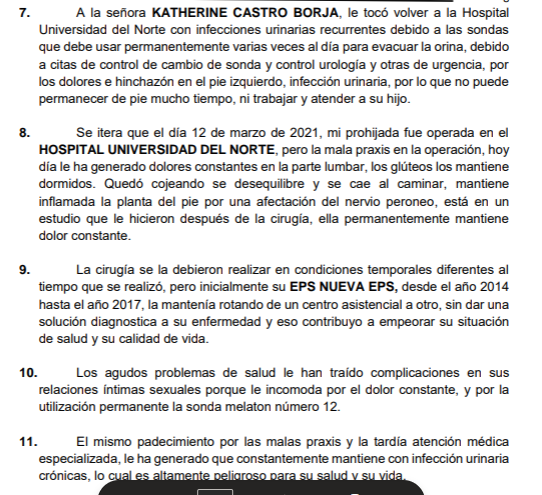 7. A la señora KATHERINE CASTRO BORJA, le tocó volver a la Hospital
Universidad del Norte con infecciones urinarias recurrentes debido a las sondas
que debe usar permanentemente varias veces al día para evacuar la orina, debido
a citas de control de cambio de sonda y control urología y otras de urgencia, por
los dolores e hinchazón en el pie izquierdo, infección urinaria, por lo que no puede
permanecer de pie mucho tiempo, ni trabajar y atender a su hijo.
8. Se itera que el día 12 de marzo de 2021, mi prohijada fue operada en el
HOSPITAL UNIVERSIDAD DEL NORTE, pero la mala praxis en la operación, hoy
día le ha generado dolores constantes en la parte lumbar, los glúteos los mantiene
dormidos. Quedó cojeando se desequilibre y se cae al caminar, mantiene
inflamada la planta del pie por una afectación del nervio peroneo, está en un
estudio que le hicieron después de la cirugía, ella permanentemente mantiene
dolor constante.
9. La cirugía se la debieron realizar en condiciones temporales diferentes al
tiempo que se realizó, pero inicialmente su EPS NUEVA EPS, desde el año 2014
hasta el año 2017, la mantenía rotando de un centro asistencial a otro, sin dar una
solución diagnostica a su enfermedad y eso contribuyo a empeorar su situación
de salud y su calidad de vida.
10. Los agudos problemas de salud le han traído complicaciones en sus
relaciones íntimas sexuales porque le incomoda por el dolor constante, y por la
utilización permanente la sonda melaton número 12.
11. El mismo padecimiento por las malas praxis y la tardía atención médica
especializada, le ha generado que constantemente mantiene con infección urinaria
crónicas, lo cual es altamente peligroso para su salud y su vida.